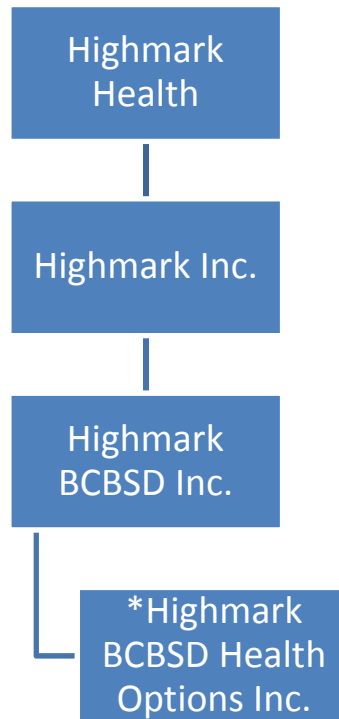 Highmark
Health
Highmark Inc.
Highmark
BCBSD Inc.
*Highmark
BCBSD Health
Options Inc.